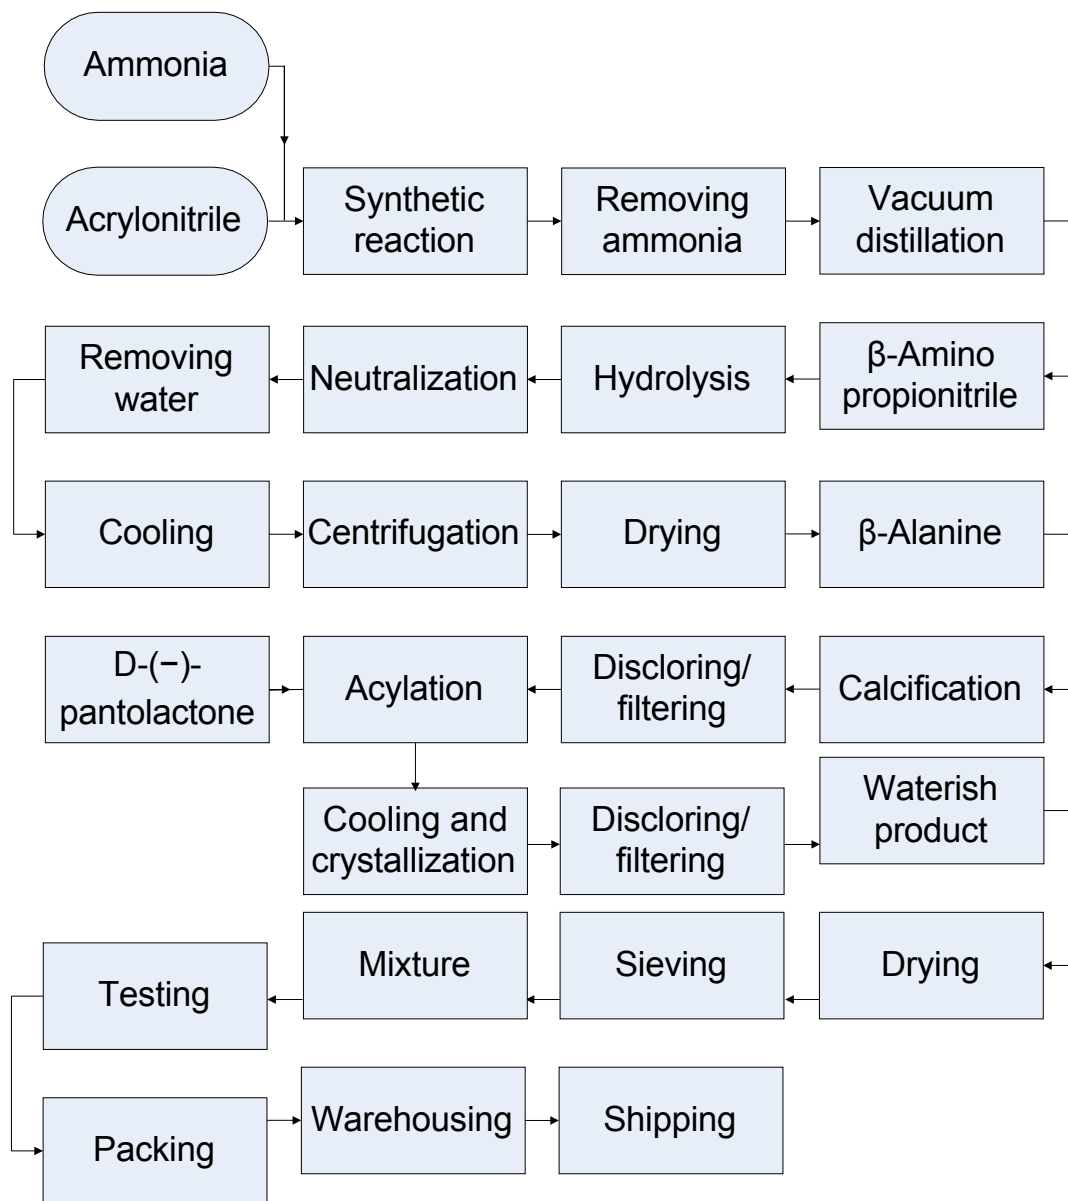 Ammonia
Acrylonitrile
Synthetic
reaction
Removing
ammonia
Vacuum
distillation
Removing
water
Neutralization
Hydrolysis
β-Amino
propionitrile
Cooling
Centrifugation
Drying
β-Alanine
D-(−)-
pantolactone
Acylation
Discloring/
filtering
Calcification
Cooling and
crystallization
Discloring/
filtering
Waterish
product
Testing
Mixture
Sieving
Drying
Packing
Warehousing
Shipping